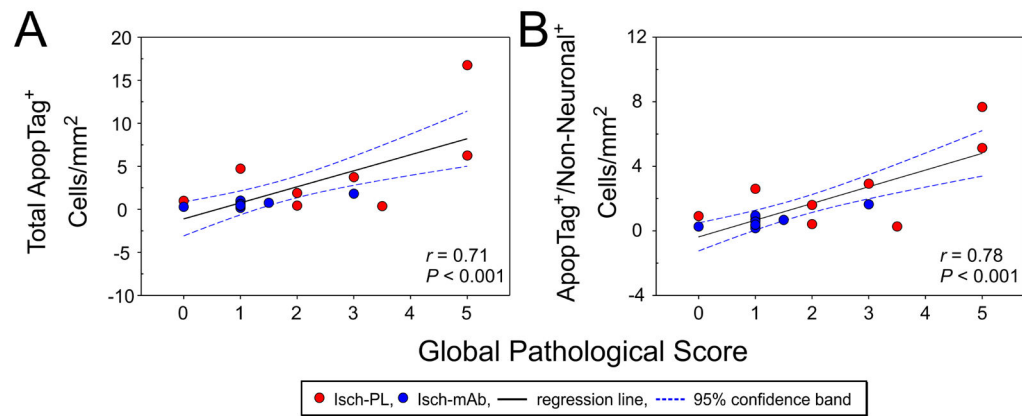 A
Total ApopTag+
Cells/mm2
20
15
10
5
0
-5
-10
0 1 2 3 4 5
r = 0.71
P < 0.001
B
ApopTag+/Non-Neuronal+
Cells/mm2
12
8
4
0
-4
0 1 2 3 4 5
r = 0.78
P < 0.001
Global Pathological Score
Isch-PL, Isch-mAb, regression line, 95% confidence band